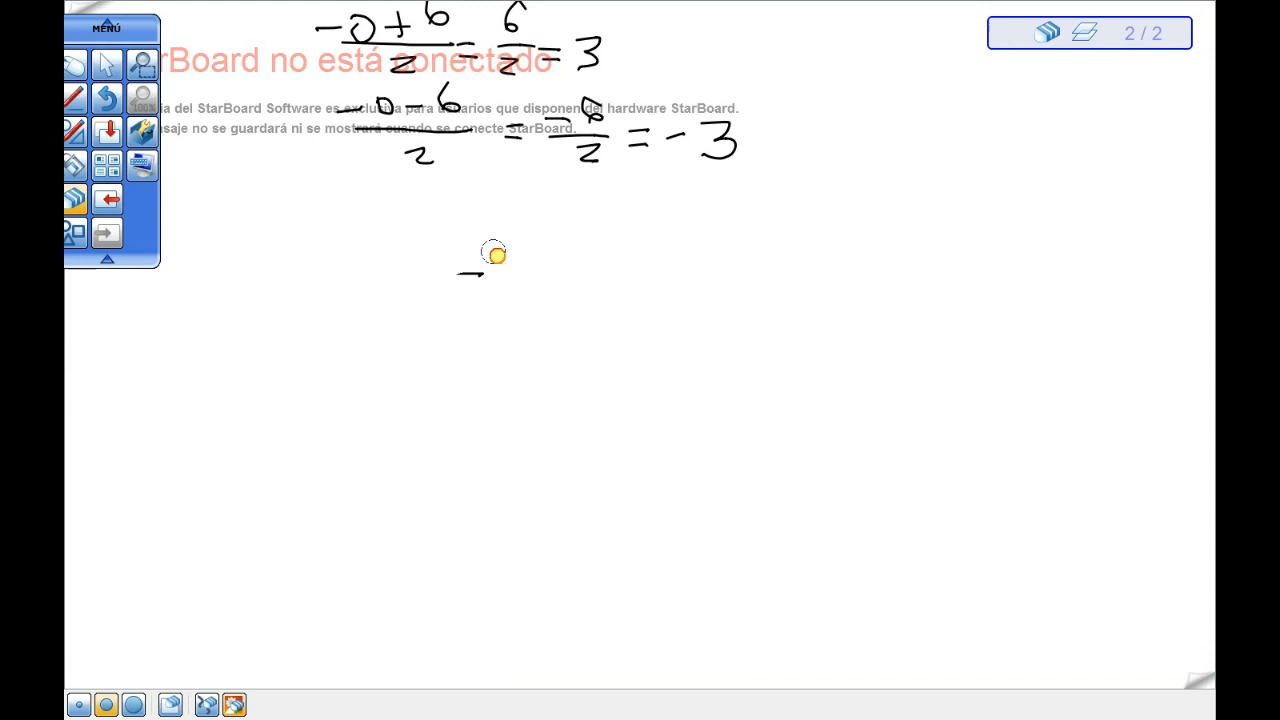 MENÚ
2 / 2
-0+6/2 = 6/2 = 3
rBoard no está conectado
100%
ia del StarBoard Software es exclusiva para usuarios que disponen del hardware StarBoard.
-0-6/2 = -6/2 = -3
saje no se guardará ni se mostrará cuando se conecte StarBoard.
-